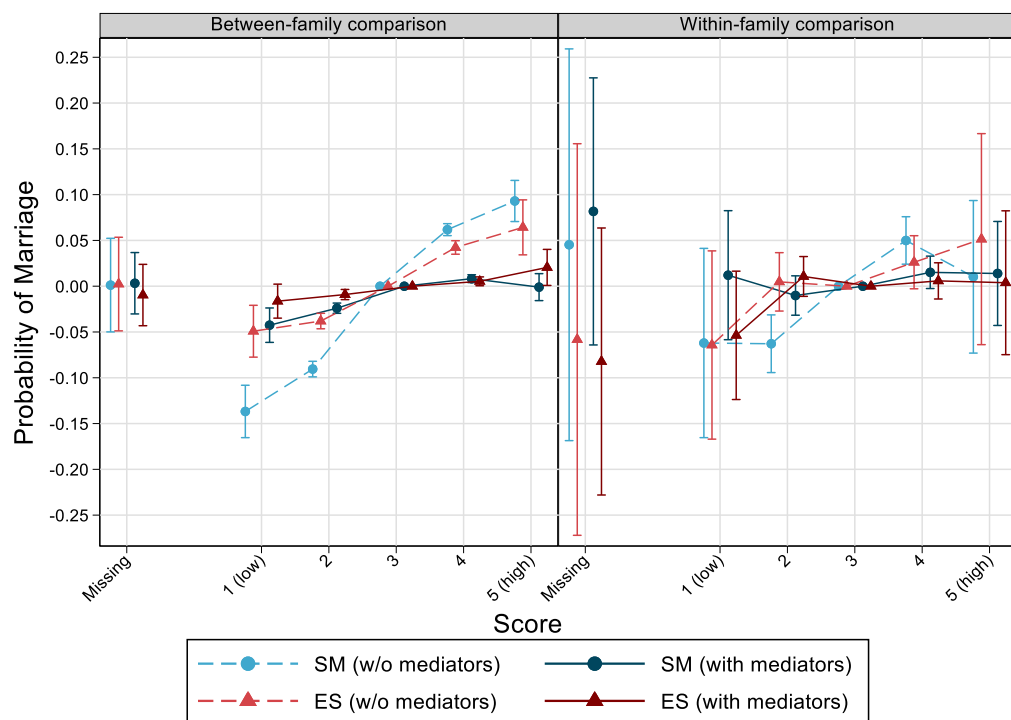 Between-family comparison
Within-family comparison
Probability of Marriage
0.25
0.20
0.15
0.10
0.05
0.00
-0.05
-0.10
-0.15
-0.20
-0.25
Missing
1 (low)
2
3
4
5 (high)
Missing
1 (low)
2
3
4
5 (high)
Score
SM (w/o mediators)
SM (with mediators)
ES (w/o mediators)
ES (with mediators)